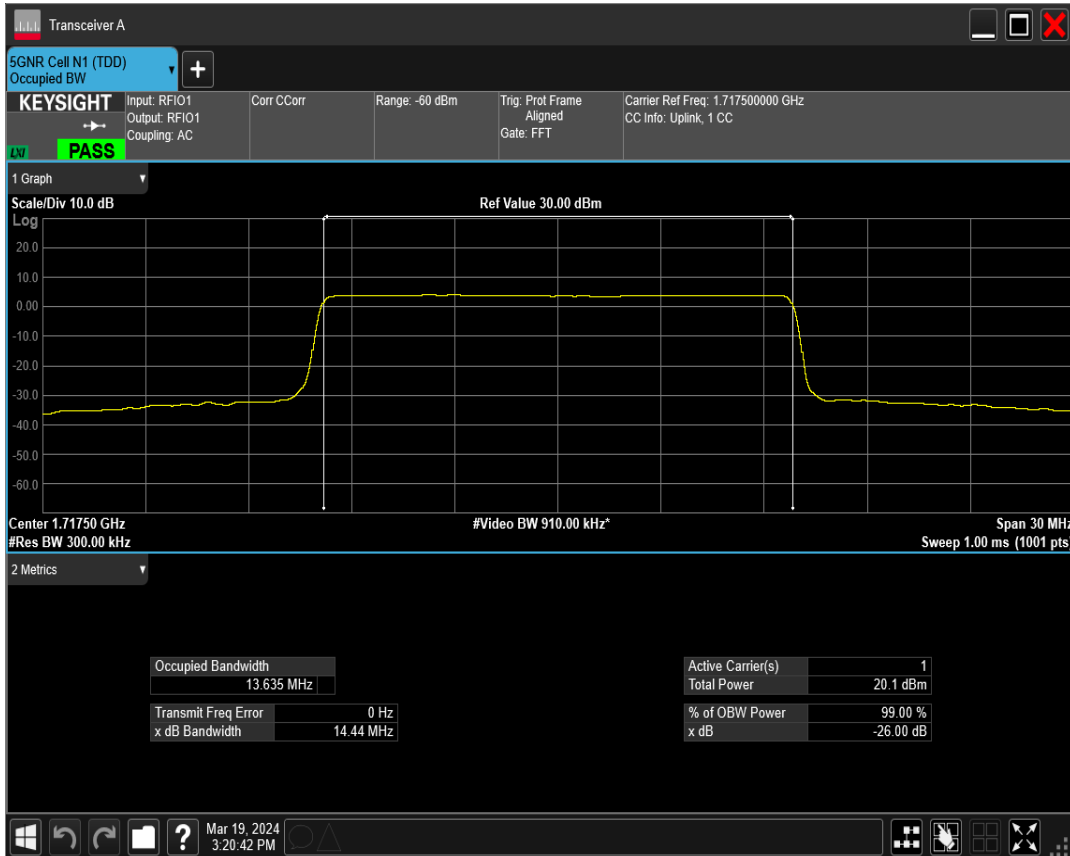 Transceiver A
5GNR Cell N1 (TDD)
Occupied BW
+
KEYSIGHT
LXI
PASS
Input: RFIO1
Output: RFIO1
Coupling: AC
Corr CCorr
Range: -60 dBm
Trig: Prot Frame
Aligned
Gate: FFT
Carrier Ref Freq: 1.717500000 GHz
CC Info: Uplink, 1 CC
1 Graph
Scale/Div 10.0 dB
Ref Value 30.00 dBm
Log
20.0
10.0
0.00
-10.0
-20.0
-30.0
-40.0
-50.0
-60.0
Center 1.71750 GHz
#Video BW 910.00 kHz*
Span 30 MHz
#Res BW 300.00 kHz
Sweep 1.00 ms (1001 pts)
2 Metrics
Occupied Bandwidth
13.635 MHz
Transmit Freq Error 0 Hz
x dB Bandwidth 14.44 MHz
Active Carrier(s) 1
Total Power 20.1 dBm
% of OBW Power 99.00 %
x dB -26.00 dB
?
Mar 19, 2024
3:20:42 PM